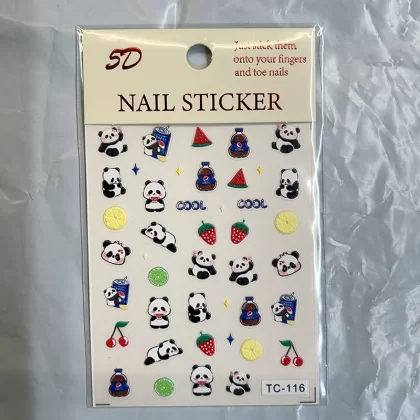 5D
Just stick them
onto your fingers
and toe nails
NAIL STICKER
COOL
COOL
TC-116